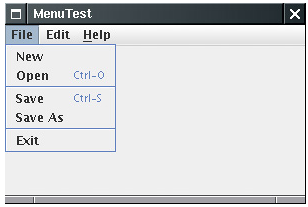 MenuTest
File Edit Help
New
Open Ctrl-O
Save Ctrl-S
Save As
Exit